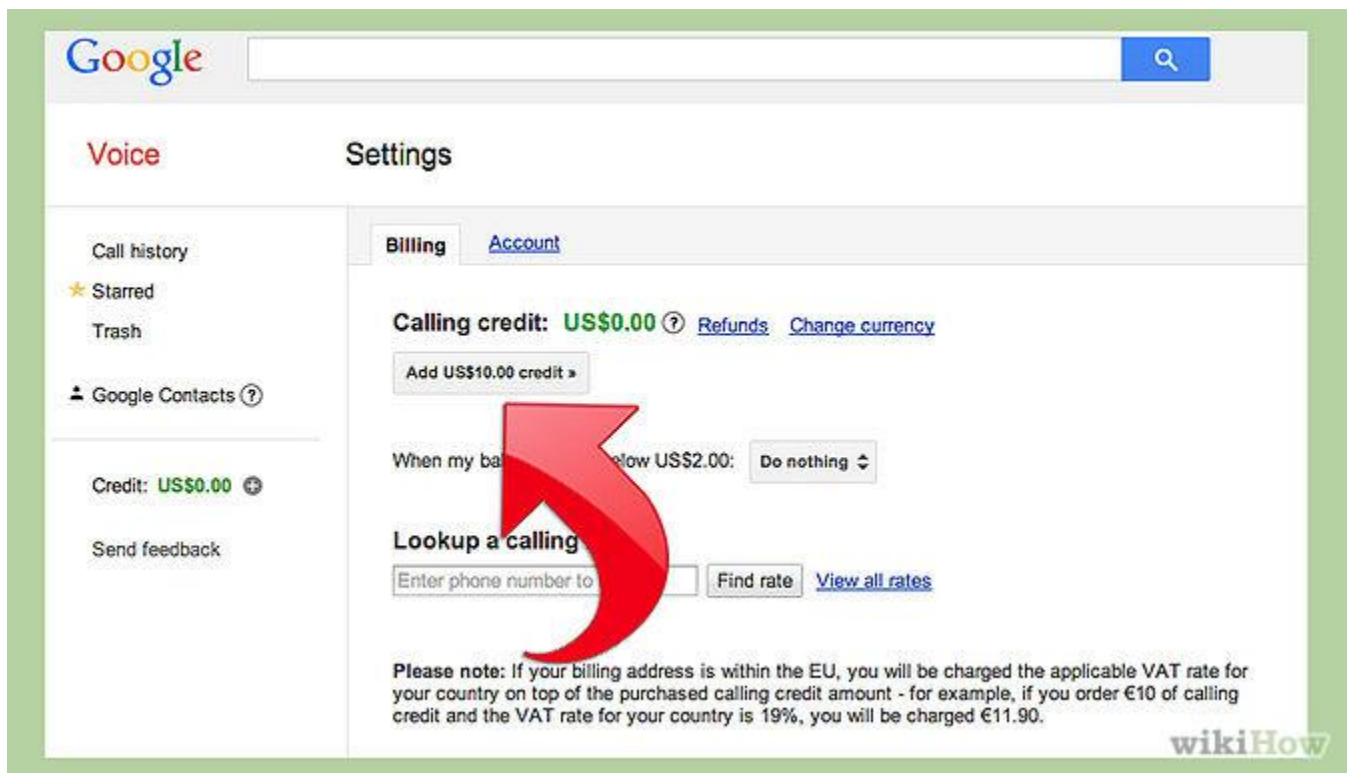 Google
Voice
Settings
Call history
Starred
Trash
Google Contacts ?
Credit: US$0.00
Send feedback
Billing Account
Calling credit: US$0.00 ? Refunds Change currency
Add US$10.00 credit »
When my ba elow US$2.00: Do nothing
Lookup a calling
Enter phone number to Find rate View all rates
Please note: If your billing address is within the EU, you will be charged the applicable VAT rate for
your country on top of the purchased calling credit amount - for example, if you order €10 of calling
credit and the VAT rate for your country is 19%, you will be charged €11.90.
wikiHow